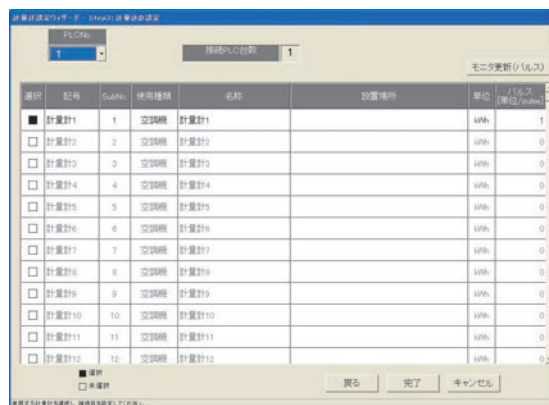 計量計設定ウィザード - Step3:計量計の設定
PLCNo
1
接続PLC台数 1
モニタ更新(パルス)
選択 記号 SubNo 使用種類 名称 設置場所 単位 パルス[単位/pulse]
■ 計量計1 1 空調機 計量計1 kWh 1
□ 計量計2 2 空調機 計量計2 kWh 0
□ 計量計3 3 空調機 計量計3 kWh 0
□ 計量計4 4 空調機 計量計4 kWh 0
□ 計量計5 5 空調機 計量計5 kWh 0
□ 計量計6 6 空調機 計量計6 kWh 0
□ 計量計7 7 空調機 計量計7 kWh 0
□ 計量計8 8 空調機 計量計8 kWh 0
□ 計量計9 9 空調機 計量計9 kWh 0
□ 計量計10 10 空調機 計量計10 kWh 0
□ 計量計11 11 空調機 計量計11 kWh 0
□ 計量計12 12 空調機 計量計12 kWh 0
■ 選択
□ 未選択
戻る 完了 キャンセル